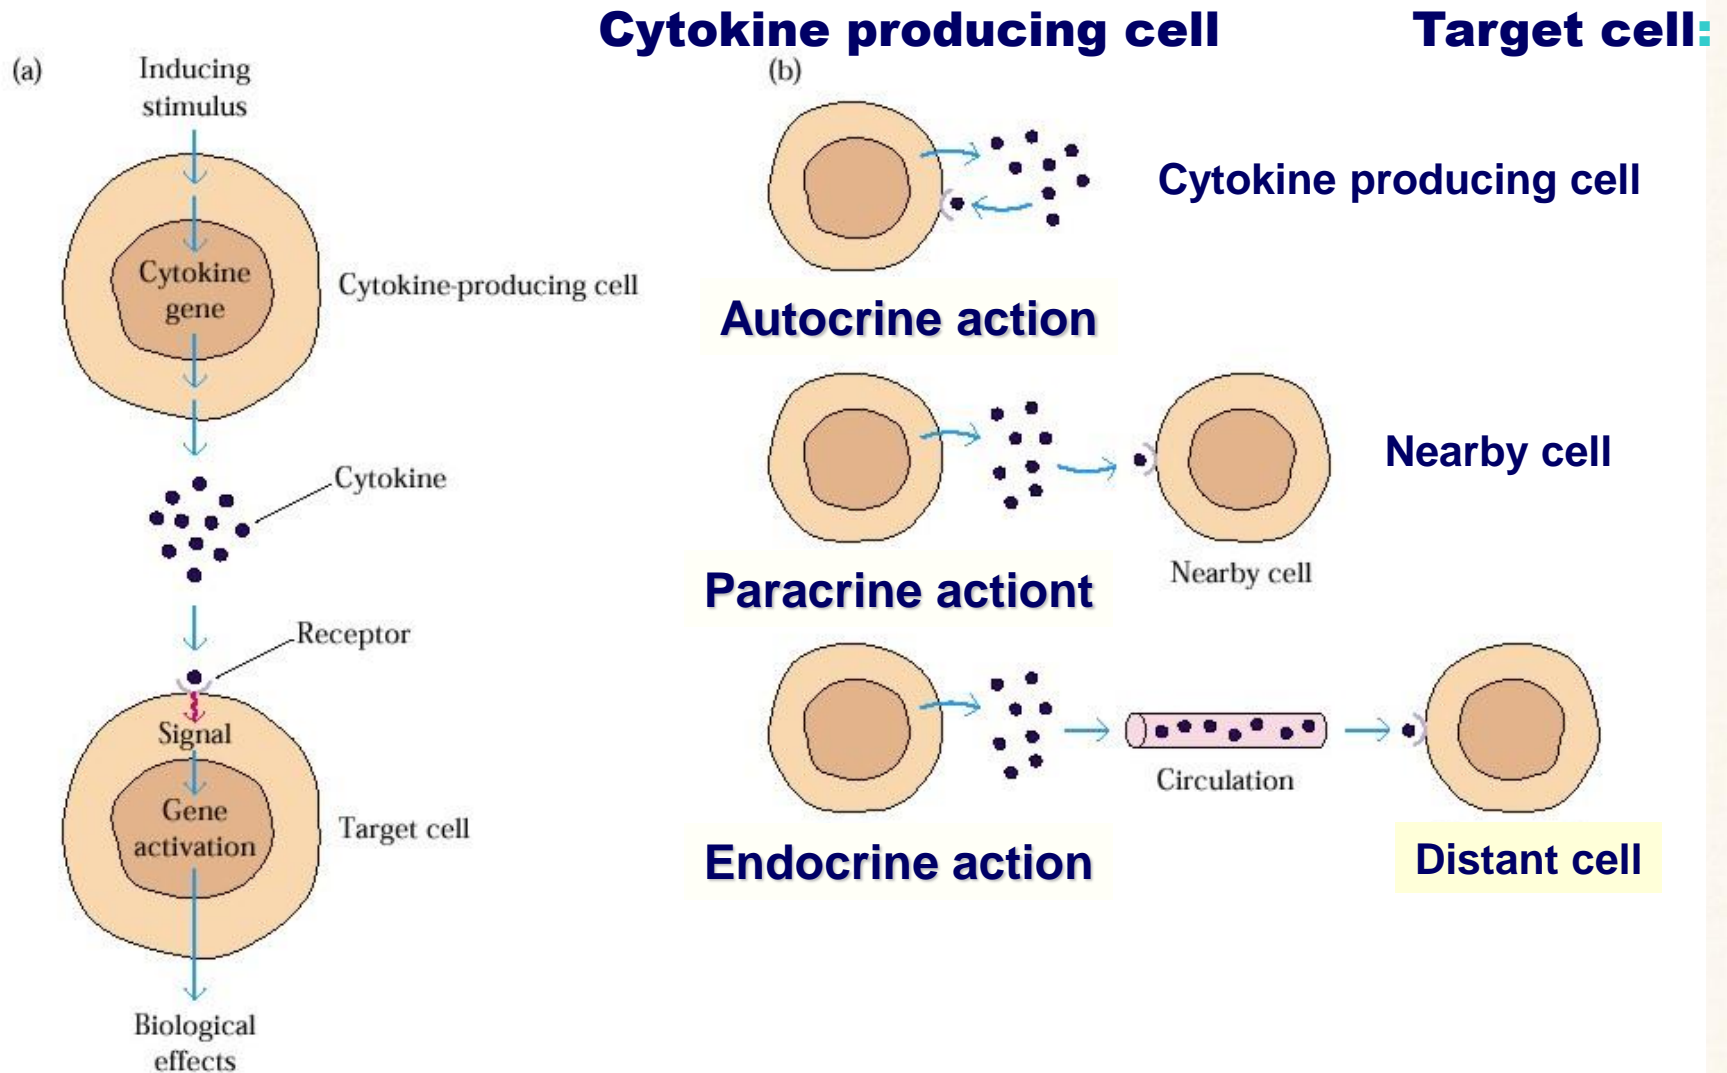 Cytokine producing cell
Target cell:
(a)
Inducing
stimulus
Cytokine
gene
Cytokine-producing cell
Cytokine
Receptor
Signal
Gene
activation
Target cell
Biological
effects
(b)
Cytokine producing cell
Autocrine action
Nearby cell
Nearby cell
Paracrine actiont
Circulation
Endocrine action
Distant cell